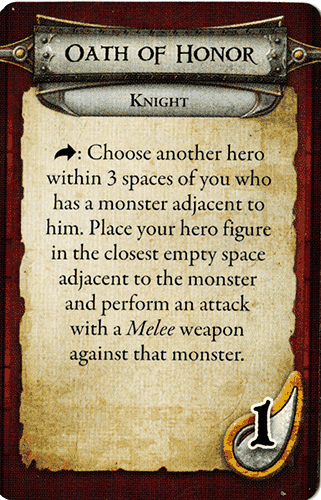 Oath of Honor
Knight
: Choose another hero
within 3 spaces of you who
has a monster adjacent to
him. Place your hero figure
in the closest empty space
adjacent to the monster
and perform an attack
with a Melee weapon
against that monster.
1